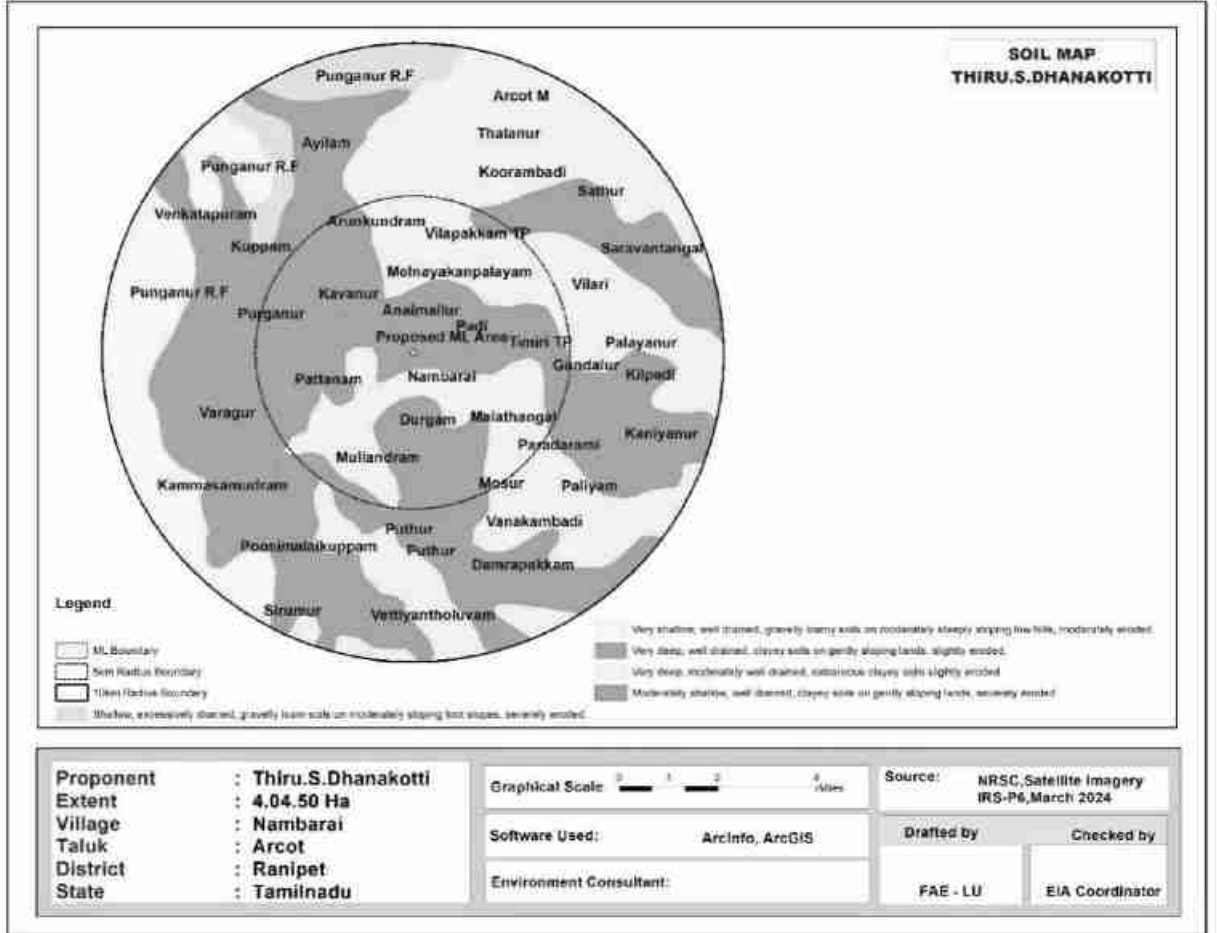 SOIL MAP
THIRU.S.DHANAKOTTI
Punganur R.F
Arcot M
Thalanur
Ayilam
Punganur R.F
Koorambadi
Sathur
Venkatapuram
Arunkundram
Vilapakkam TP
Kuppam
Saravantangal
Molnayakanpalayam
Vilari
Punganur R.F
Kavanur
Punganur
Anaimallur
Padi
Proposed ML Area
Timiri TP
Palayanur
Gundalur
Kilpadi
Pattanam
Nambarai
Varagur
Durgam
Malathangal
Keniyanur
Paradarami
Mullandram
Kammasamudram
Mosur
Paliyam
Vanakambadi
Puthur
Poonimalaikuppam
Puthur
Damrapakkam
Sirumur
Vettiyantholuvam
Legend
ML Boundary
5km Radius Boundary
10km Radius Boundary
Shallow, excessively drained, gravelly loam soils on moderately sloping foot slopes, severely eroded
Very shallow, well drained, gravelly loamy soils on moderately steeply sloping low hills, moderately eroded.
Very deep, well drained, clayey soils on gently sloping lands, slightly eroded.
Very deep, moderately well drained, calcareous clayey soils slightly eroded
Moderately shallow, well drained, clayey soils on gently sloping lands, severely eroded
Proponent : Thiru.S.Dhanakotti
Extent : 4.04.50 Ha
Village : Nambarai
Taluk : Arcot
District : Ranipet
State : Tamilnadu
Graphical Scale 0 1 2 4 Miles
Software Used: ArcInfo, ArcGIS
Environment Consultant:
Source: NRSC,Satellite Imagery
IRS-P6,March 2024
Drafted by
Checked by
FAE - LU
EIA Coordinator